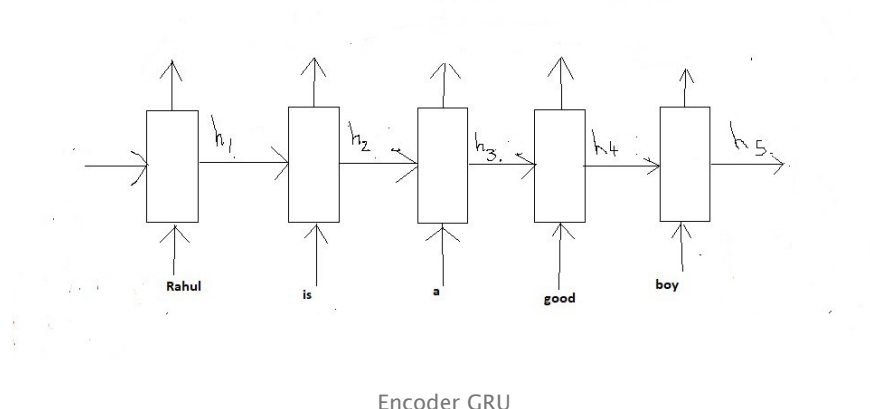 h1. h2. h3. h4. h5.
Rahul is a good boy
Encoder GRU